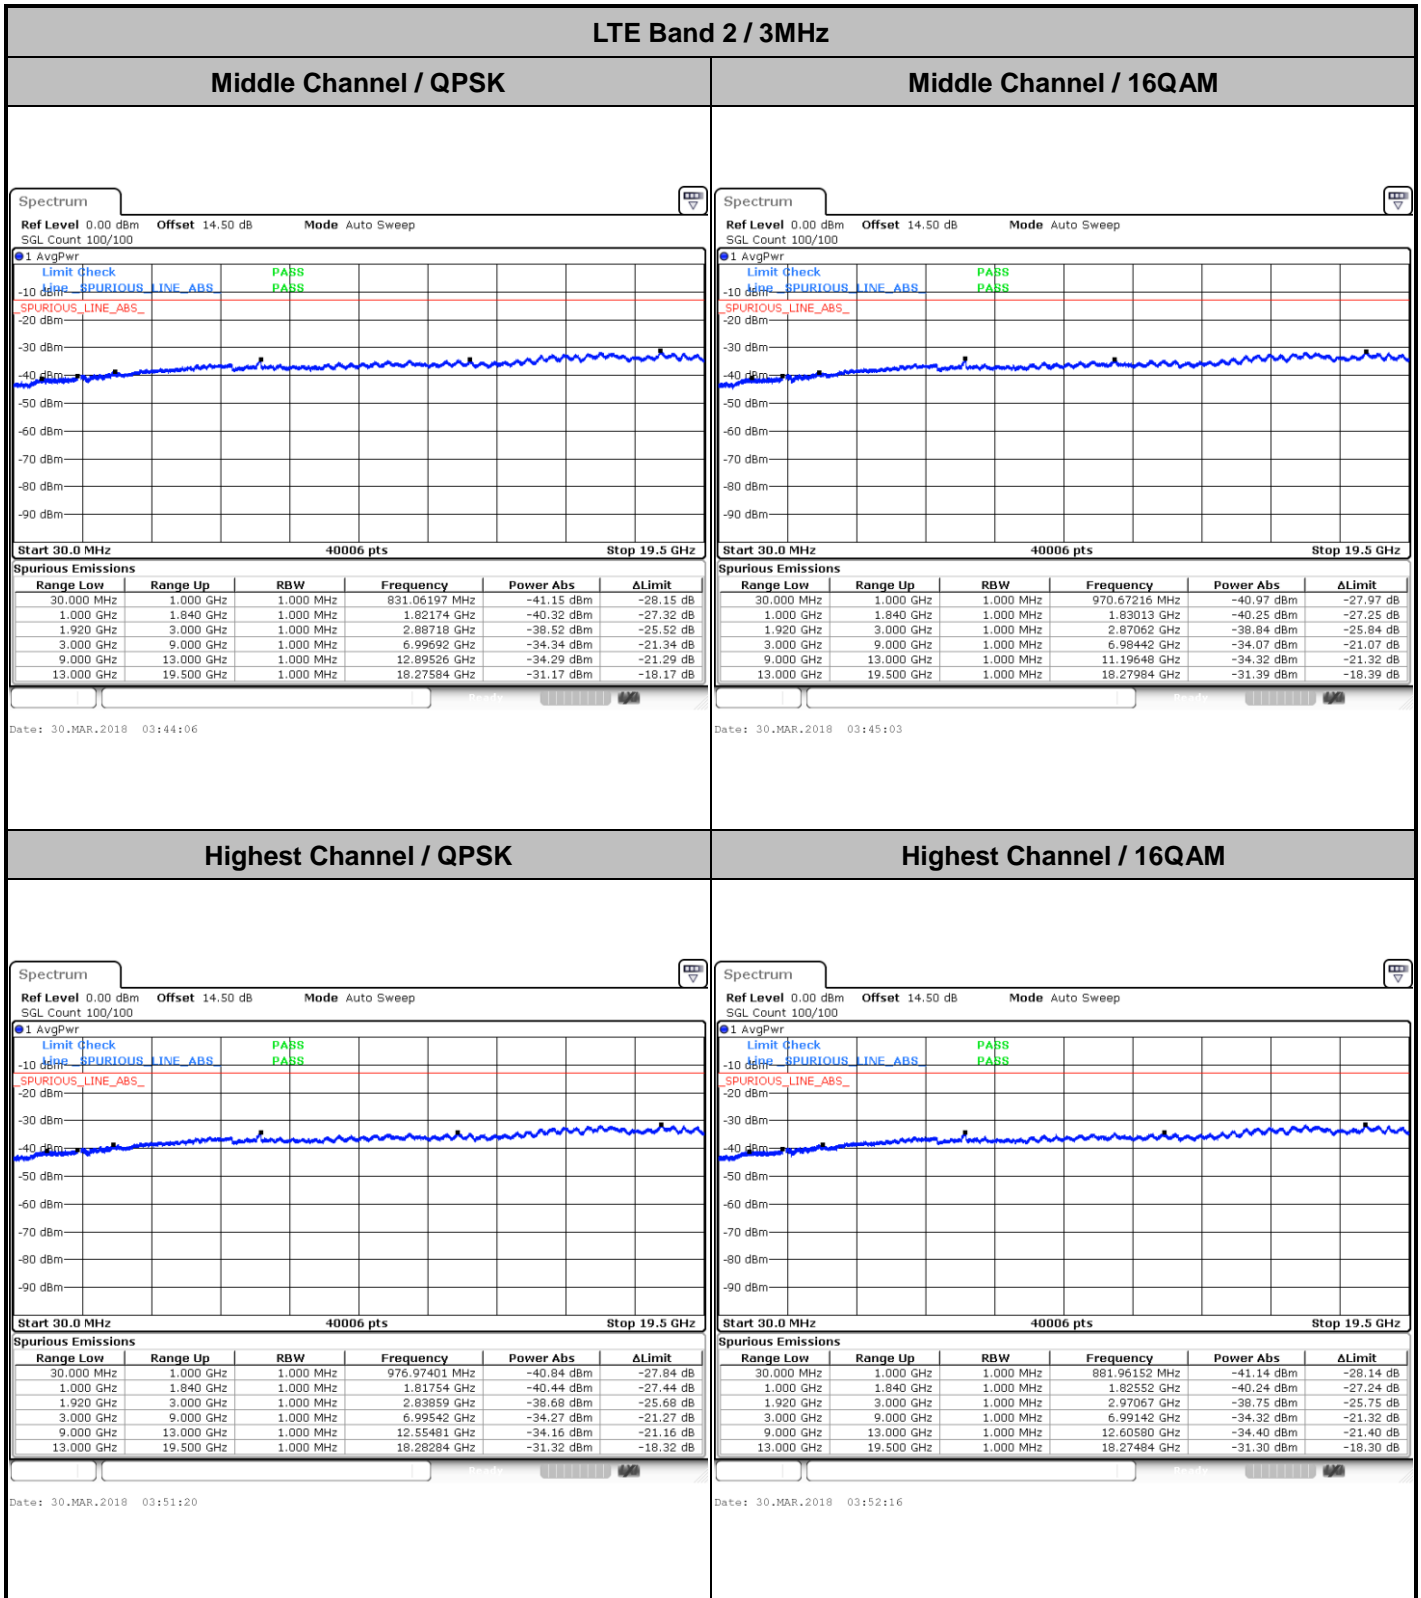 LTE Band 2 / 3MHz
Middle Channel / QPSK
Middle Channel / 16QAM
Spectrum
Ref Level 0.00 dBm Offset 14.50 dB Mode Auto Sweep
SGL Count 100/100
1 AvgPwr
Limit Check PASS
Line _SPURIOUS_LINE_ABS_ PASS
-10 dBm
_SPURIOUS_LINE_ABS_
-20 dBm
-30 dBm
-40 dBm
-50 dBm
-60 dBm
-70 dBm
-80 dBm
-90 dBm
Start 30.0 MHz 40006 pts Stop 19.5 GHz
Spurious Emissions
Range Low Range Up RBW Frequency Power Abs ΔLimit
30.000 MHz 1.000 GHz 1.000 MHz 831.06197 MHz -41.15 dBm -28.15 dB
1.000 GHz 1.840 GHz 1.000 MHz 1.82174 GHz -40.32 dBm -27.32 dB
1.920 GHz 3.000 GHz 1.000 MHz 2.88718 GHz -38.52 dBm -25.52 dB
3.000 GHz 9.000 GHz 1.000 MHz 6.99692 GHz -34.34 dBm -21.34 dB
9.000 GHz 13.000 GHz 1.000 MHz 12.89526 GHz -34.29 dBm -21.29 dB
13.000 GHz 19.500 GHz 1.000 MHz 18.27584 GHz -31.17 dBm -18.17 dB
Ready
Date: 30.MAR.2018 03:44:06
Spectrum
Ref Level 0.00 dBm Offset 14.50 dB Mode Auto Sweep
SGL Count 100/100
1 AvgPwr
Limit Check PASS
Line _SPURIOUS_LINE_ABS_ PASS
-10 dBm
_SPURIOUS_LINE_ABS_
-20 dBm
-30 dBm
-40 dBm
-50 dBm
-60 dBm
-70 dBm
-80 dBm
-90 dBm
Start 30.0 MHz 40006 pts Stop 19.5 GHz
Spurious Emissions
Range Low Range Up RBW Frequency Power Abs ΔLimit
30.000 MHz 1.000 GHz 1.000 MHz 970.67216 MHz -40.97 dBm -27.97 dB
1.000 GHz 1.840 GHz 1.000 MHz 1.83013 GHz -40.25 dBm -27.25 dB
1.920 GHz 3.000 GHz 1.000 MHz 2.87062 GHz -38.84 dBm -25.84 dB
3.000 GHz 9.000 GHz 1.000 MHz 6.98442 GHz -34.07 dBm -21.07 dB
9.000 GHz 13.000 GHz 1.000 MHz 11.19648 GHz -34.32 dBm -21.32 dB
13.000 GHz 19.500 GHz 1.000 MHz 18.27984 GHz -31.39 dBm -18.39 dB
Ready
Date: 30.MAR.2018 03:45:03
Highest Channel / QPSK
Highest Channel / 16QAM
Spectrum
Ref Level 0.00 dBm Offset 14.50 dB Mode Auto Sweep
SGL Count 100/100
1 AvgPwr
Limit Check PASS
Line _SPURIOUS_LINE_ABS_ PASS
-10 dBm
_SPURIOUS_LINE_ABS_
-20 dBm
-30 dBm
-40 dBm
-50 dBm
-60 dBm
-70 dBm
-80 dBm
-90 dBm
Start 30.0 MHz 40006 pts Stop 19.5 GHz
Spurious Emissions
Range Low Range Up RBW Frequency Power Abs ΔLimit
30.000 MHz 1.000 GHz 1.000 MHz 976.97401 MHz -40.84 dBm -27.84 dB
1.000 GHz 1.840 GHz 1.000 MHz 1.81754 GHz -40.44 dBm -27.44 dB
1.920 GHz 3.000 GHz 1.000 MHz 2.83859 GHz -38.68 dBm -25.68 dB
3.000 GHz 9.000 GHz 1.000 MHz 6.99542 GHz -34.27 dBm -21.27 dB
9.000 GHz 13.000 GHz 1.000 MHz 12.55481 GHz -34.16 dBm -21.16 dB
13.000 GHz 19.500 GHz 1.000 MHz 18.28284 GHz -31.32 dBm -18.32 dB
Ready
Date: 30.MAR.2018 03:51:20
Spectrum
Ref Level 0.00 dBm Offset 14.50 dB Mode Auto Sweep
SGL Count 100/100
1 AvgPwr
Limit Check PASS
Line _SPURIOUS_LINE_ABS_ PASS
-10 dBm
_SPURIOUS_LINE_ABS_
-20 dBm
-30 dBm
-40 dBm
-50 dBm
-60 dBm
-70 dBm
-80 dBm
-90 dBm
Start 30.0 MHz 40006 pts Stop 19.5 GHz
Spurious Emissions
Range Low Range Up RBW Frequency Power Abs ΔLimit
30.000 MHz 1.000 GHz 1.000 MHz 881.96152 MHz -41.14 dBm -28.14 dB
1.000 GHz 1.840 GHz 1.000 MHz 1.82552 GHz -40.24 dBm -27.24 dB
1.920 GHz 3.000 GHz 1.000 MHz 2.97067 GHz -38.75 dBm -25.75 dB
3.000 GHz 9.000 GHz 1.000 MHz 6.99142 GHz -34.32 dBm -21.32 dB
9.000 GHz 13.000 GHz 1.000 MHz 12.60580 GHz -34.40 dBm -21.40 dB
13.000 GHz 19.500 GHz 1.000 MHz 18.27484 GHz -31.30 dBm -18.30 dB
Ready
Date: 30.MAR.2018 03:52:16